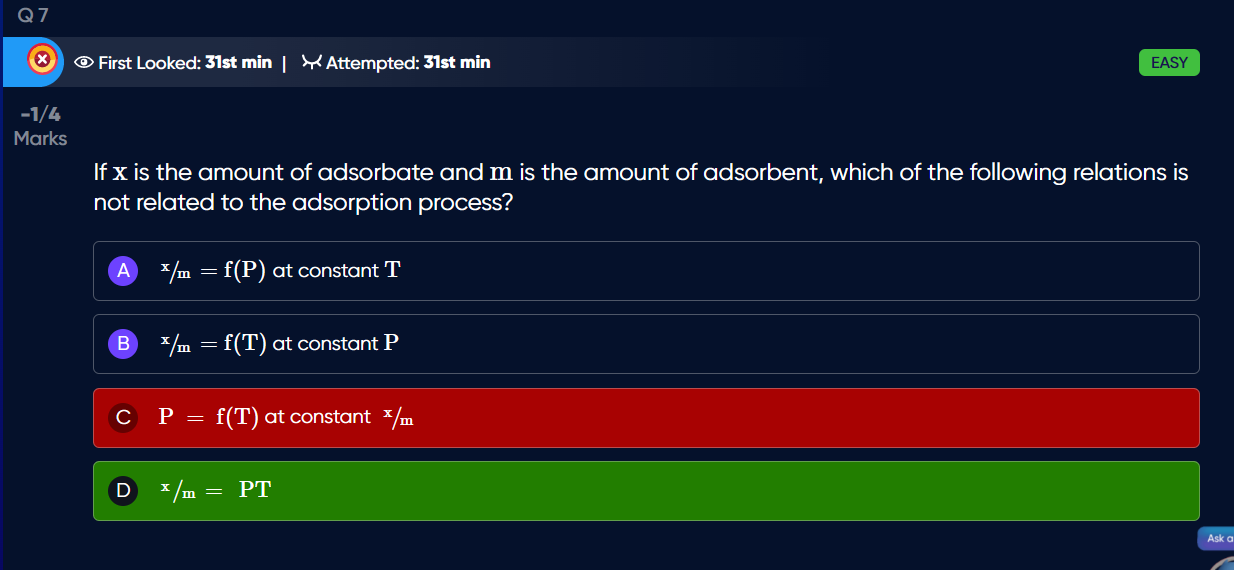 Q 7
First Looked: 31st min | Attempted: 31st min
EASY
-1/4
Marks
If x is the amount of adsorbate and m is the amount of adsorbent, which of the following relations is
not related to the adsorption process?
A x/m = f(P) at constant T
B x/m = f(T) at constant P
C P = f(T) at constant x/m
D x/m = PT
Ask a